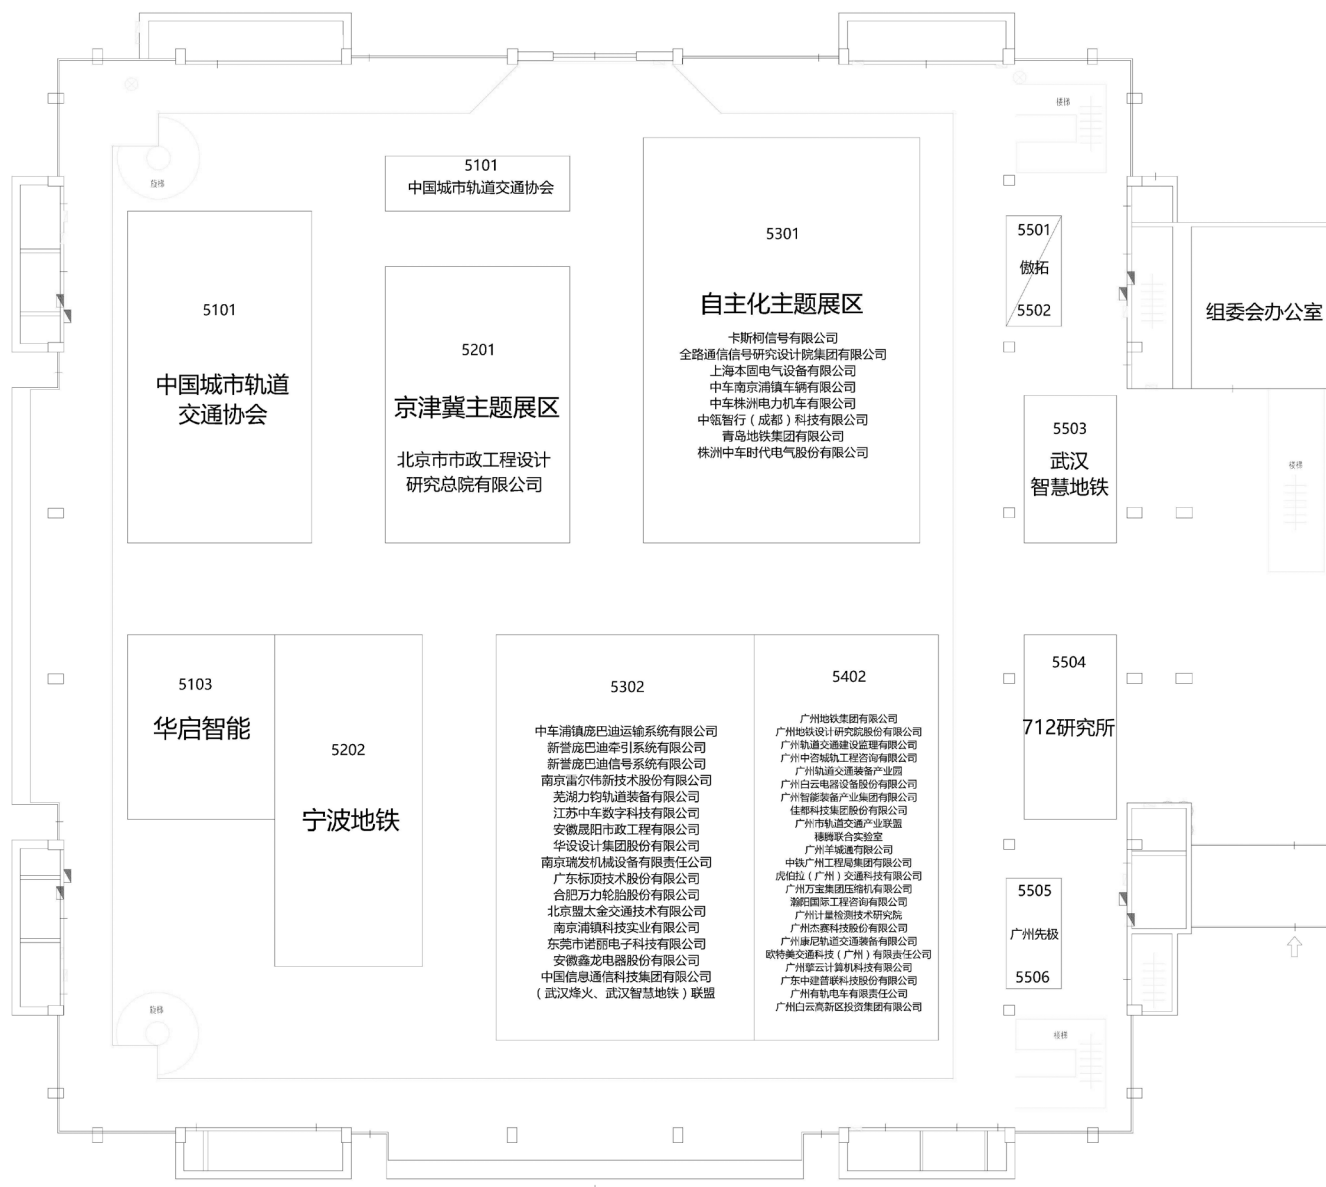 楼梯
旋梯
5101
中国城市轨道交通协会
5101
中国城市轨道
交通协会
5201
京津冀主题展区
北京市市政工程设计
研究总院有限公司
5301
自主化主题展区
卡斯柯信号有限公司
全路通信信号研究设计院集团有限公司
上海本固电气设备有限公司
中车南京浦镇车辆有限公司
中车株洲电力机车有限公司
中瓴智行（成都）科技有限公司
青岛地铁集团有限公司
株洲中车时代电气股份有限公司
5501
傲拓
5502
组委会办公室
5503
武汉
智慧地铁
楼梯
5103
华启智能
5202
宁波地铁
5302
中车浦镇庞巴迪运输系统有限公司
新誉庞巴迪牵引系统有限公司
新誉庞巴迪信号系统有限公司
南京雷尔伟新技术股份有限公司
芜湖力钧轨道装备有限公司
江苏中车数字科技有限公司
安徽晟阳市政工程有限公司
华设设计集团股份有限公司
南京瑞发机械设备有限责任公司
广东标顶技术股份有限公司
合肥万力轮胎股份有限公司
北京盟太金交通技术有限公司
南京浦镇科技实业有限公司
东莞市诺丽电子科技有限公司
安徽鑫龙电器股份有限公司
中国信息通信科技集团有限公司
（武汉烽火、武汉智慧地铁）联盟
5402
广州地铁集团有限公司
广州地铁设计研究院股份有限公司
广州轨道交通建设监理有限公司
广州中咨城轨工程咨询有限公司
广州轨道交通装备产业园
广州白云电器设备股份有限公司
广州智能装备产业集团有限公司
佳都科技集团股份有限公司
广州市轨道交通产业联盟
穗腾联合实验室
广州羊城通有限公司
中铁广州工程局集团有限公司
虎伯拉（广州）交通科技有限公司
广州万宝集团压缩机有限公司
瀚阳国际工程咨询有限公司
广州计量检测技术研究院
广州杰赛科技股份有限公司
广州康尼轨道交通装备有限公司
欧特美交通科技（广州）有限责任公司
广州擎云计算机科技有限公司
广东中建普联科技股份有限公司
广州有轨电车有限责任公司
广州白云高新区投资集团有限公司
5504
712研究所
5505
广州先极
5506
旋梯
楼梯